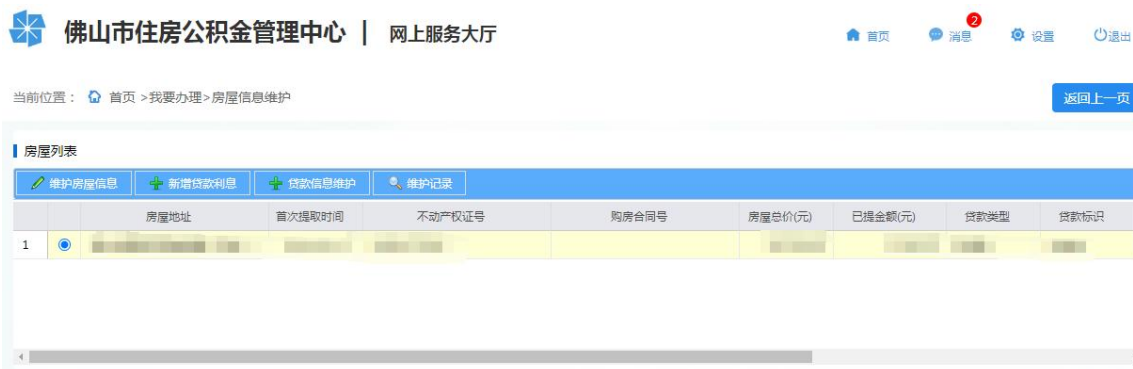 佛山市住房公积金管理中心 | 网上服务大厅
首页 2 消息 设置 退出
当前位置： 首页 >我要办理>房屋信息维护
返回上一页
房屋列表
维护房屋信息 新增贷款利息 贷款信息维护 维护记录
房屋地址 首次提取时间 不动产权证号 购房合同号 房屋总价(元) 已提金额(元) 贷款类型 贷款标识
1